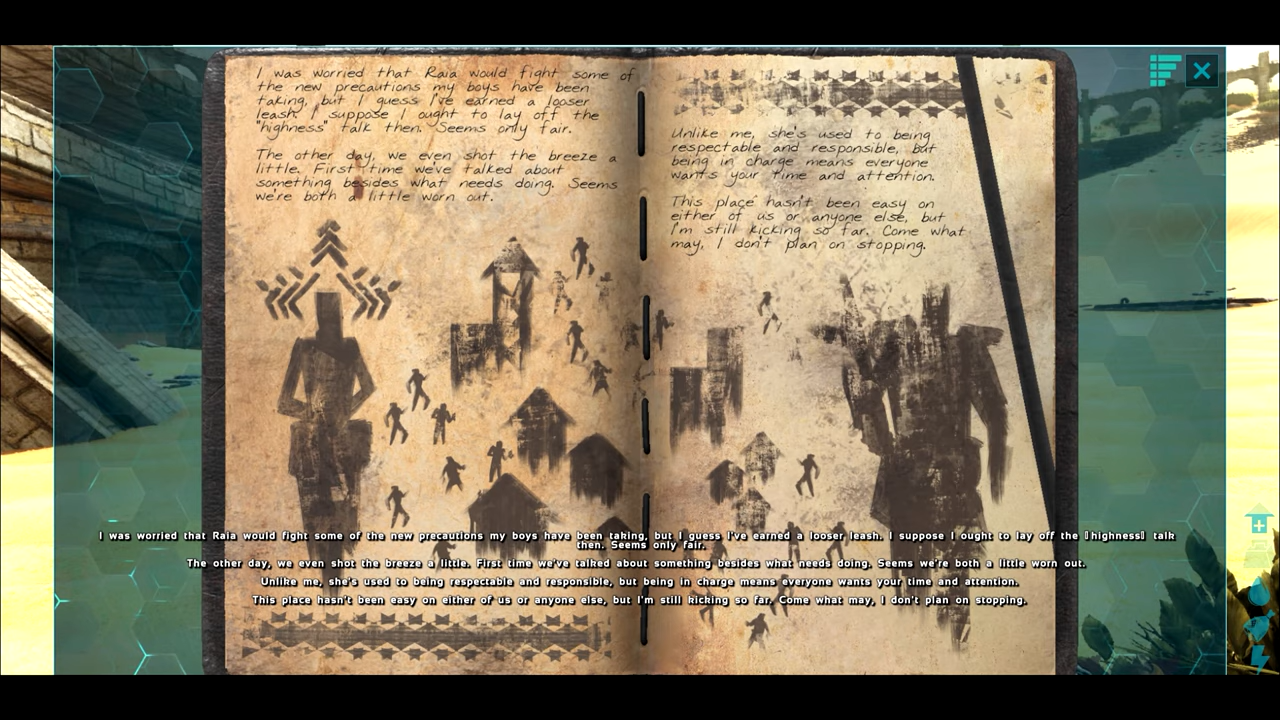 I was worried that Raia would fight some of
the new precautions my boys have been
taking, but I guess I've earned a looser
leash. I suppose I ought to lay off the
"highness" talk then. Seems only fair.
The other day, we even shot the breeze a
little. First time we've talked about
something besides what needs doing. Seems
we're both a little worn out.
Unlike me, she's used to being
respectable and responsible, but
being in charge means everyone
wants your time and attention.
This place hasn't been easy on
either of us or anyone else, but
I'm still kicking so far. Come what
may, I don't plan on stopping.
I was worried that Raia would fight some of the new precautions my boys have been taking, but I guess I've earned a looser leash. I suppose I ought to lay off the ▯highness▯ talk
then. Seems only fair.
The other day, we even shot the breeze a little. First time we've talked about something besides what needs doing. Seems we're both a little worn out.
Unlike me, she's used to being respectable and responsible, but being in charge means everyone wants your time and attention.
This place hasn't been easy on either of us or anyone else, but I'm still kicking so far. Come what may, I don't plan on stopping.